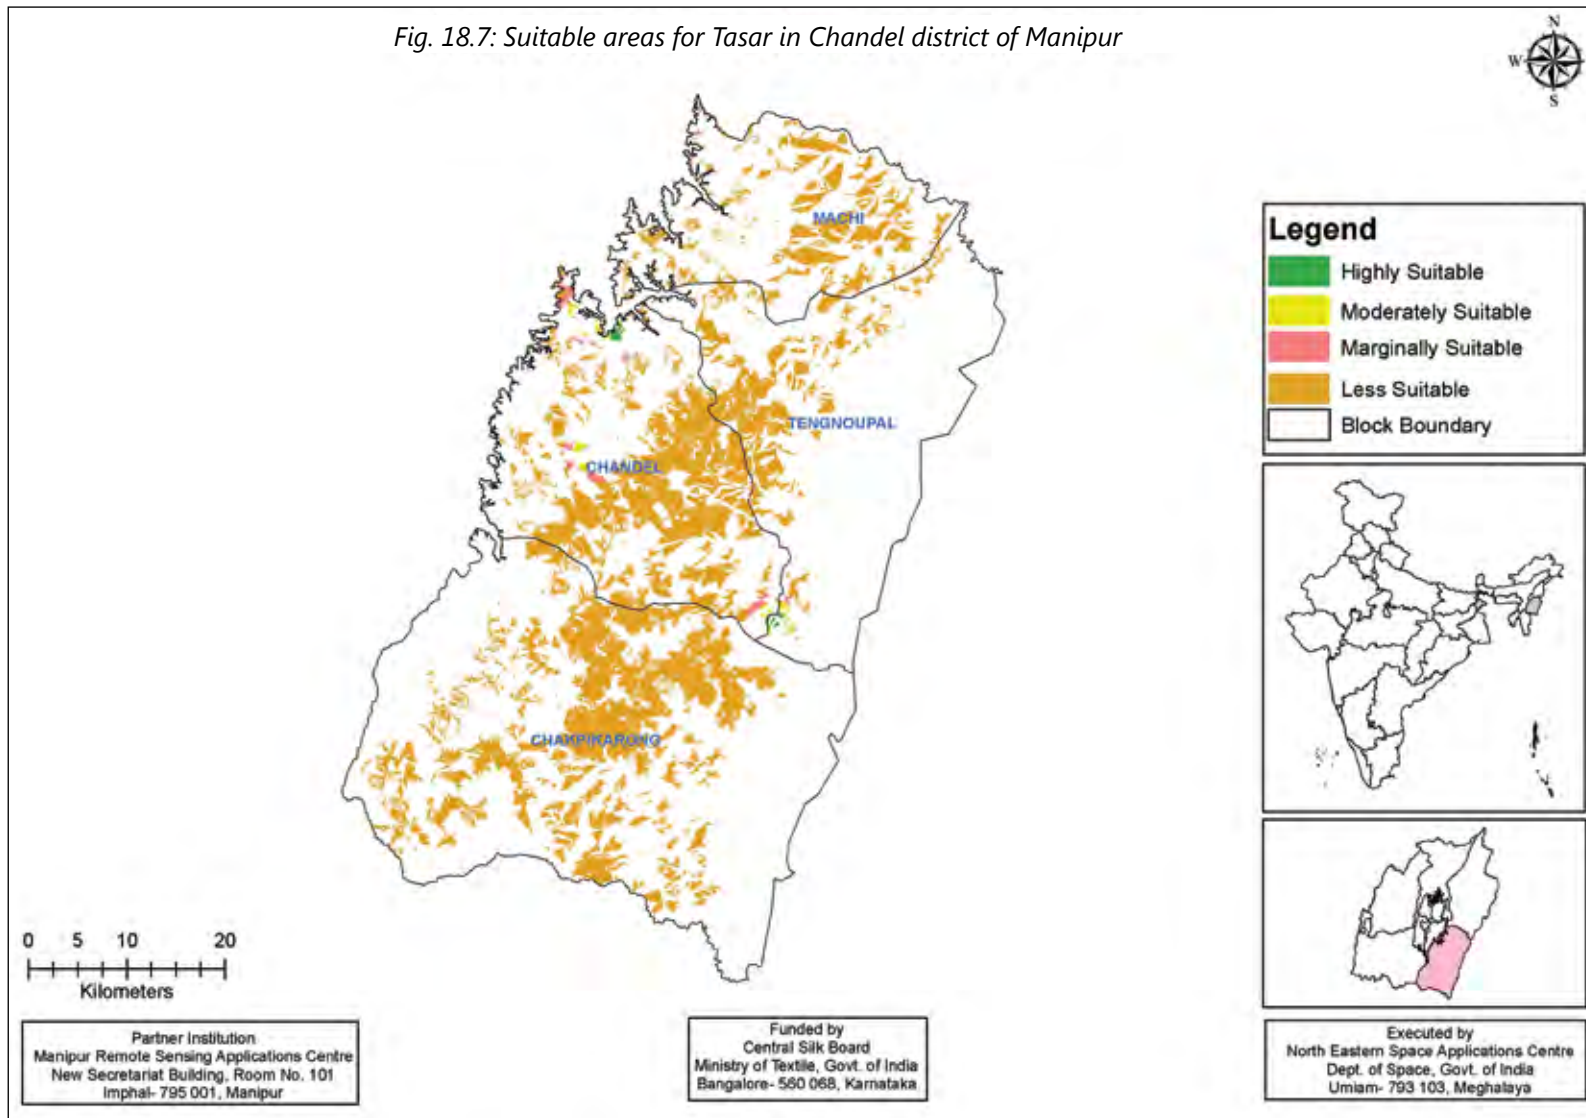 Fig. 18.7: Suitable areas for Tasar in Chandel district of Manipur
N
W
S
MACHI
TENGNOUPAL
CHANDEL
CHAKPIKARONG
Legend
Highly Suitable
Moderately Suitable
Marginally Suitable
Less Suitable
Block Boundary
0 5 10 20
Kilometers
Partner Institution
Manipur Remote Sensing Applications Centre
New Secretariat Building, Room No. 101
Imphal- 795 001, Manipur
Funded by
Central Silk Board
Ministry of Textile, Govt. of India
Bangalore- 560 068, Karnataka
Executed by
North Eastern Space Applications Centre
Dept. of Space, Govt. of India
Umiam- 793 103, Meghalaya